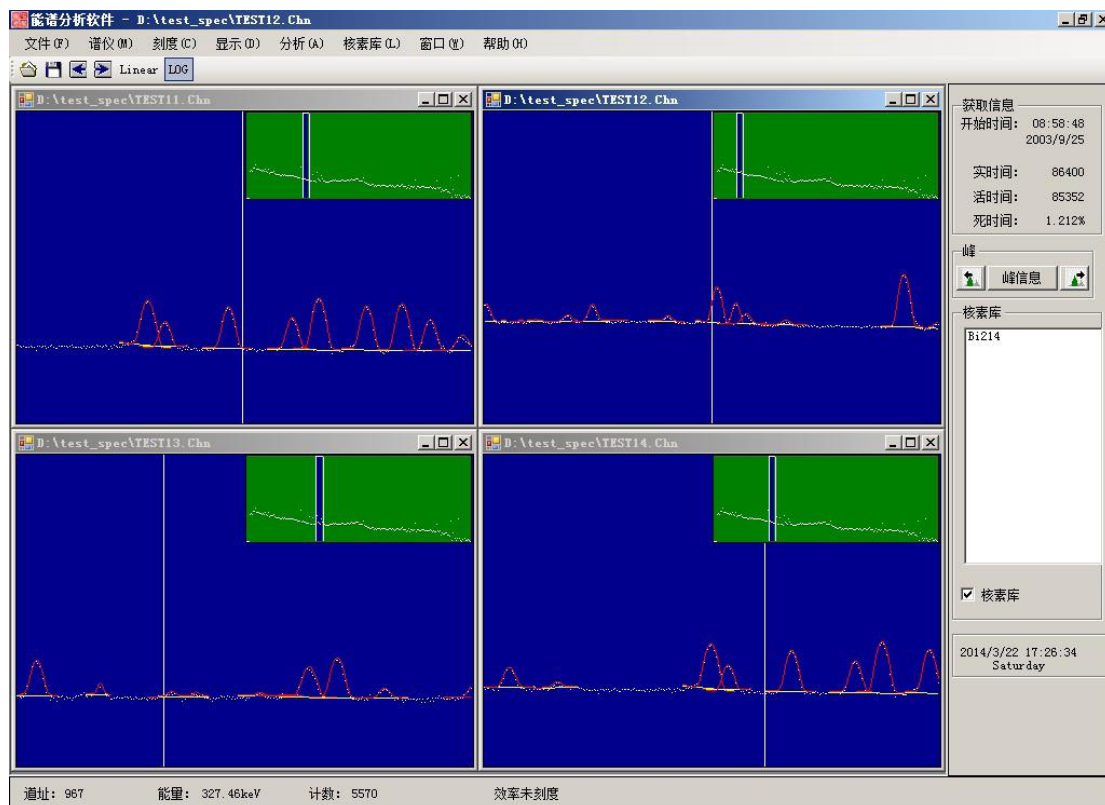 能谱分析软件 - D:\test_spec\TEST12.Chn
文件(F) 谱仪(M) 刻度(C) 显示(D) 分析(A) 核素库(L) 窗口(W) 帮助(H)
Linear LOG
D:\test_spec\TEST11.Chn
D:\test_spec\TEST12.Chn
D:\test_spec\TEST13.Chn
D:\test_spec\TEST14.Chn
获取信息
开始时间: 08:58:48
2003/9/25
实时间: 86400
活时间: 85352
死时间: 1.212%
峰
峰信息
核素库
Bi214
核素库
2014/3/22 17:26:34
Saturday
道址: 967 能量: 327.46keV 计数: 5570 效率未刻度